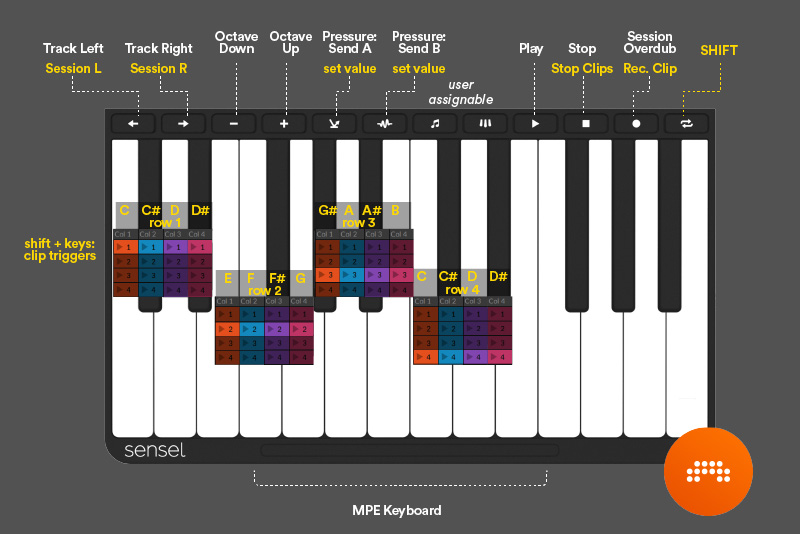 Track Left
Session L
Track Right
Session R
Octave
Down
Octave
Up
Pressure:
Send A
set value
Pressure:
Send B
set value
user
assignable
Play
Stop
Stop Clips
Session
Overdub
Rec. Clip
SHIFT
shift + keys:
clip triggers
C C# D D#
row 1
Col 1 Col 2 Col 3 Col 4
1 1 1 1
2 2 2 2
3 3 3 3
4 4 4 4
E F F# G
row 2
Col 1 Col 2 Col 3 Col 4
1 1 1 1
2 2 2 2
3 3 3 3
4 4 4 4
G# A A# B
row 3
Col 1 Col 2 Col 3 Col 4
1 1 1 1
2 2 2 2
3 3 3 3
4 4 4 4
C C# D D#
row 4
Col 1 Col 2 Col 3 Col 4
1 1 1 1
2 2 2 2
3 3 3 3
4 4 4 4
sensel
MPE Keyboard